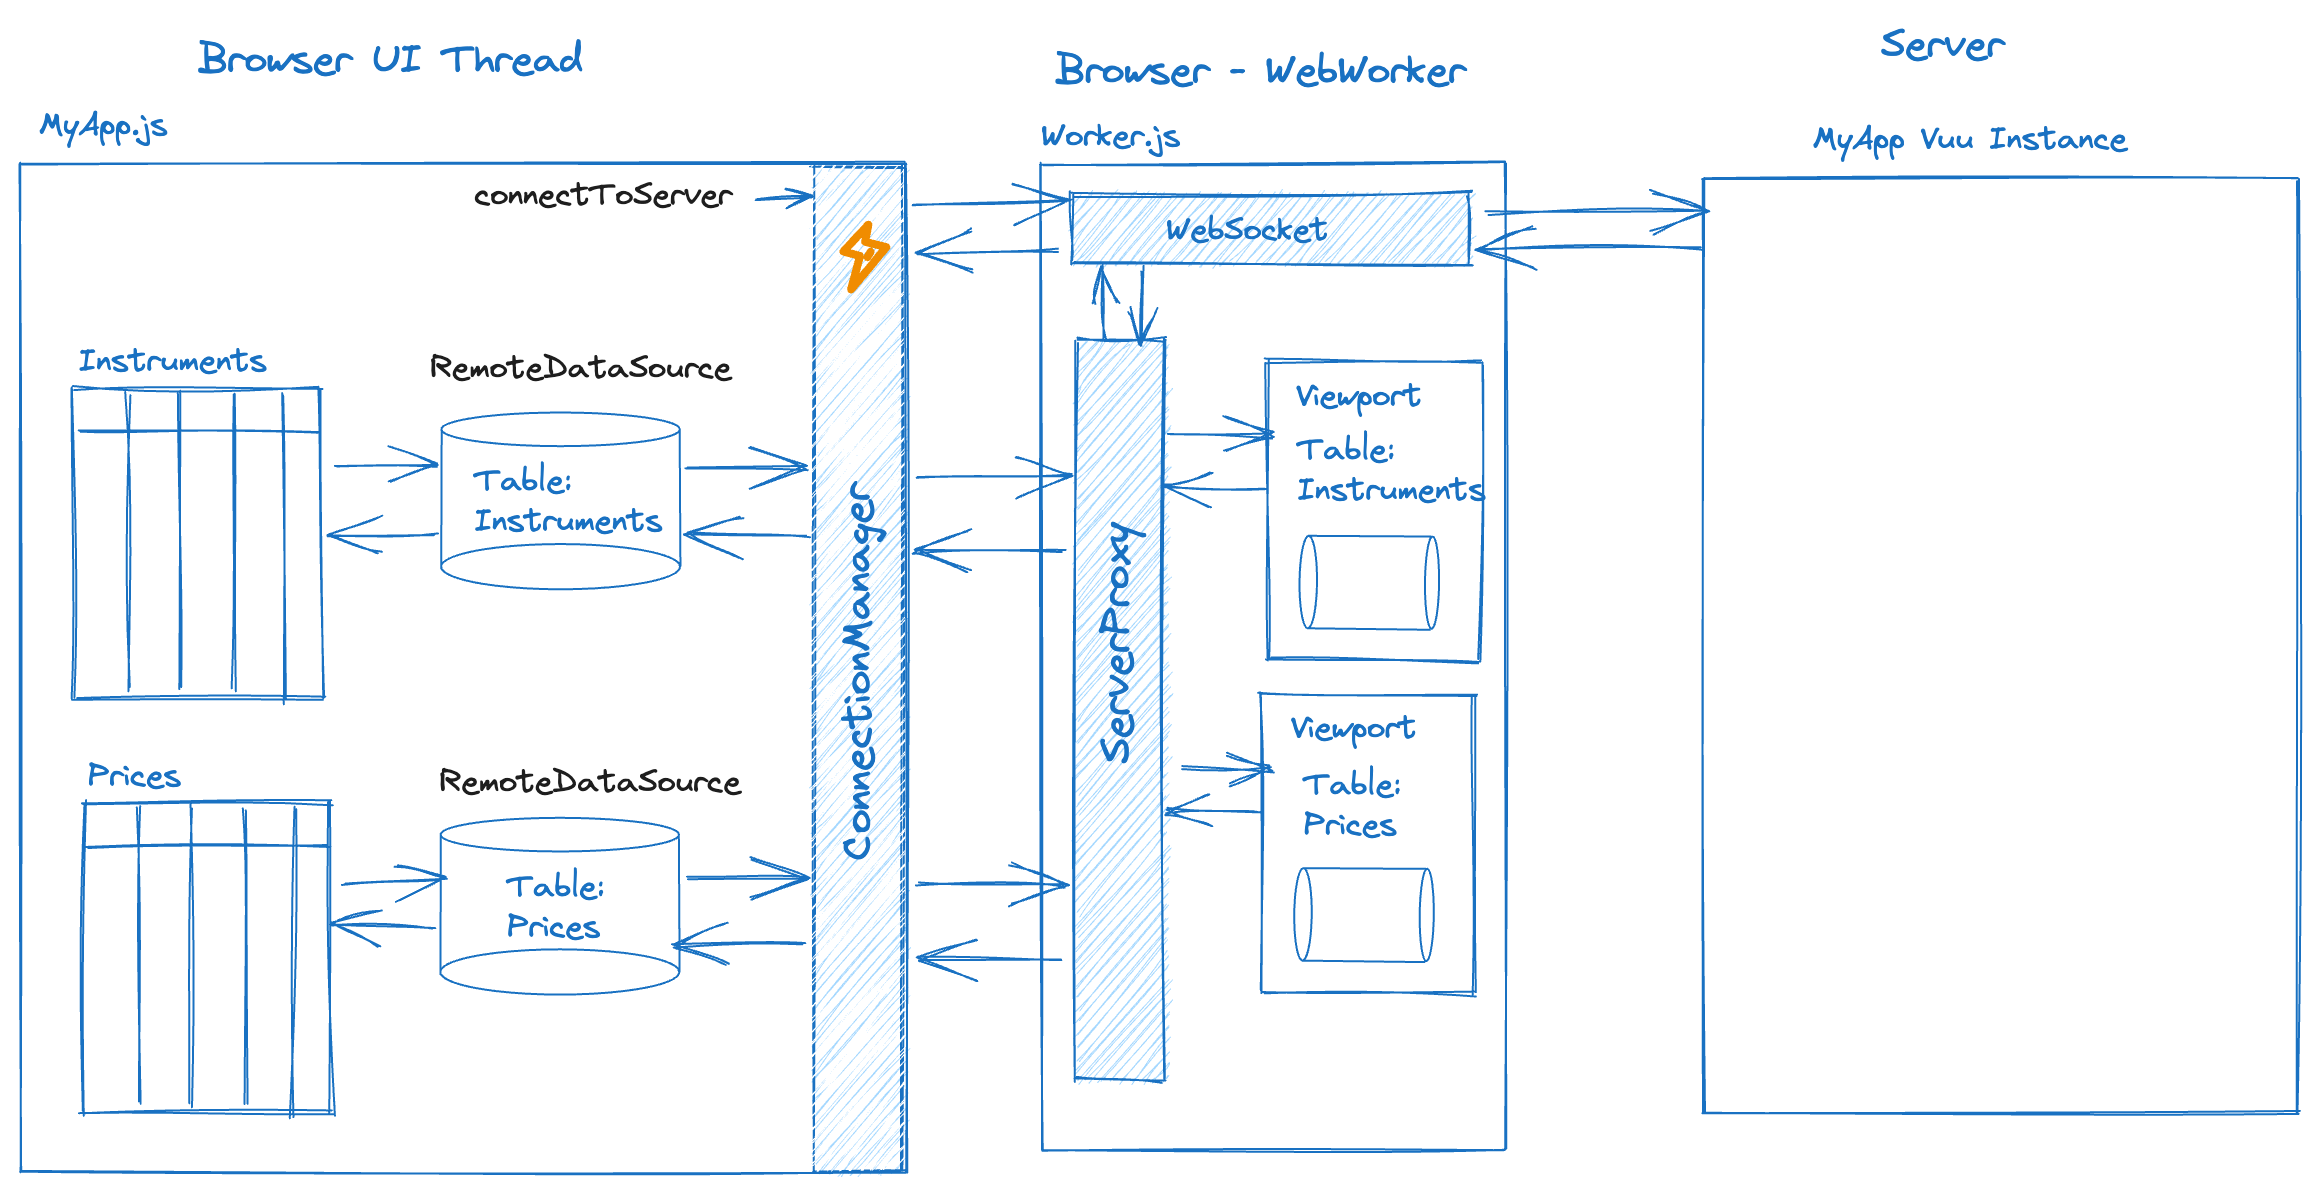 Browser UI Thread
Browser - WebWorker
Server
MyApp.js
Worker.js
MyApp Vuu Instance
connectToServer
WebSocket
Instruments
RemoteDataSource
Table:
Instruments
ConnectionManager
ServerProxy
Viewport
Table:
Instruments
Prices
RemoteDataSource
Table:
Prices
Viewport
Table:
Prices